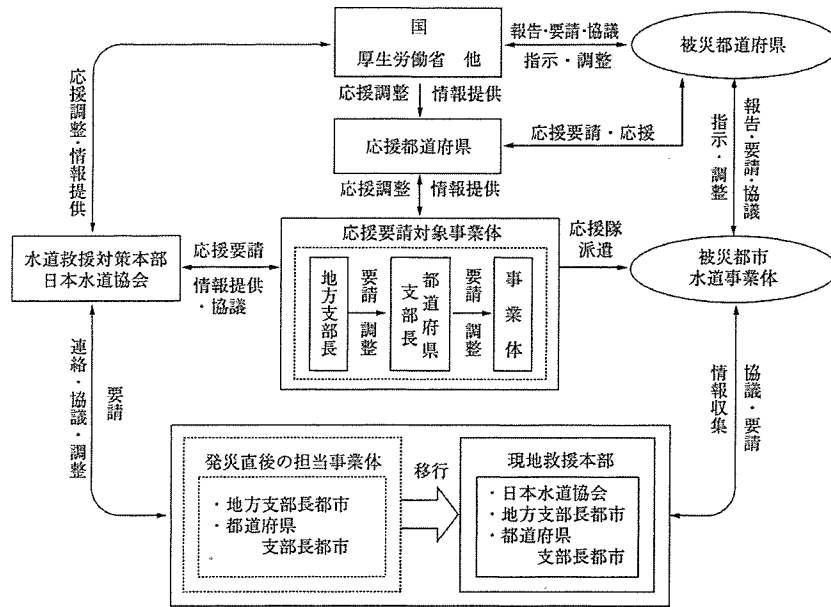 国
厚生労働省　他
報告・要請・協議
指示・調整
被災都道府県
応援調整・情報提供
応援調整
情報提供
応援都道府県
応援要請・応援
報告・要請・協議
指示・調整
応援調整
情報提供
水道救援対策本部
日本水道協会
応援要請
情報提供
・協議
応援要請対象事業体
地方支部長
要請
調整
都道府県
支部長
要請
調整
事業体
応援隊
派遣
被災都市
水道事業体
要請
連絡・協議・調整
協議・要請
情報収集
発災直後の担当事業体
・地方支部長都市
・都道府県
支部長都市
移行
現地救援本部
・日本水道協会
・地方支部長都市
・都道府県
支部長都市